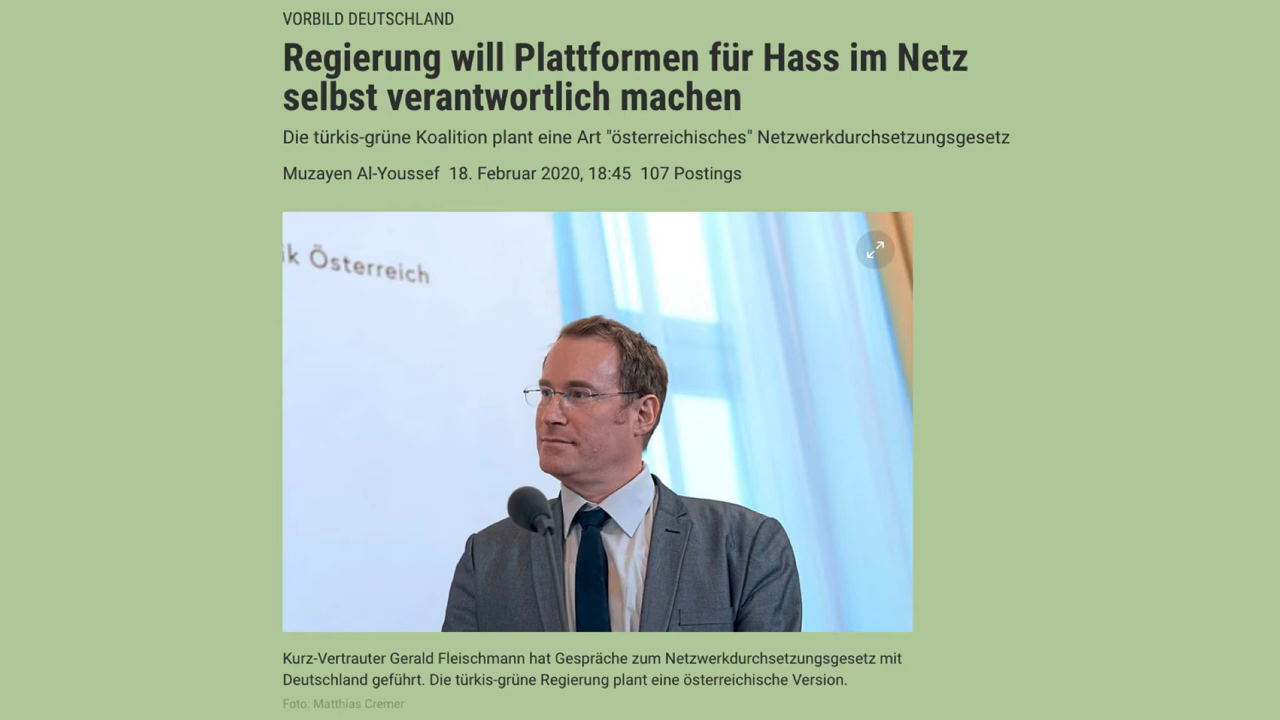 VORBILD DEUTSCHLAND
Regierung will Plattformen für Hass im Netz
selbst verantwortlich machen
Die türkis-grüne Koalition plant eine Art "österreichisches" Netzwerkdurchsetzungsgesetz
Muzayen Al-Youssef 18. Februar 2020, 18:45 107 Postings
ik Österreich
Kurz-Vertrauter Gerald Fleischmann hat Gespräche zum Netzwerkdurchsetzungsgesetz mit
Deutschland geführt. Die türkis-grüne Regierung plant eine österreichische Version.
Foto: Matthias Cremer